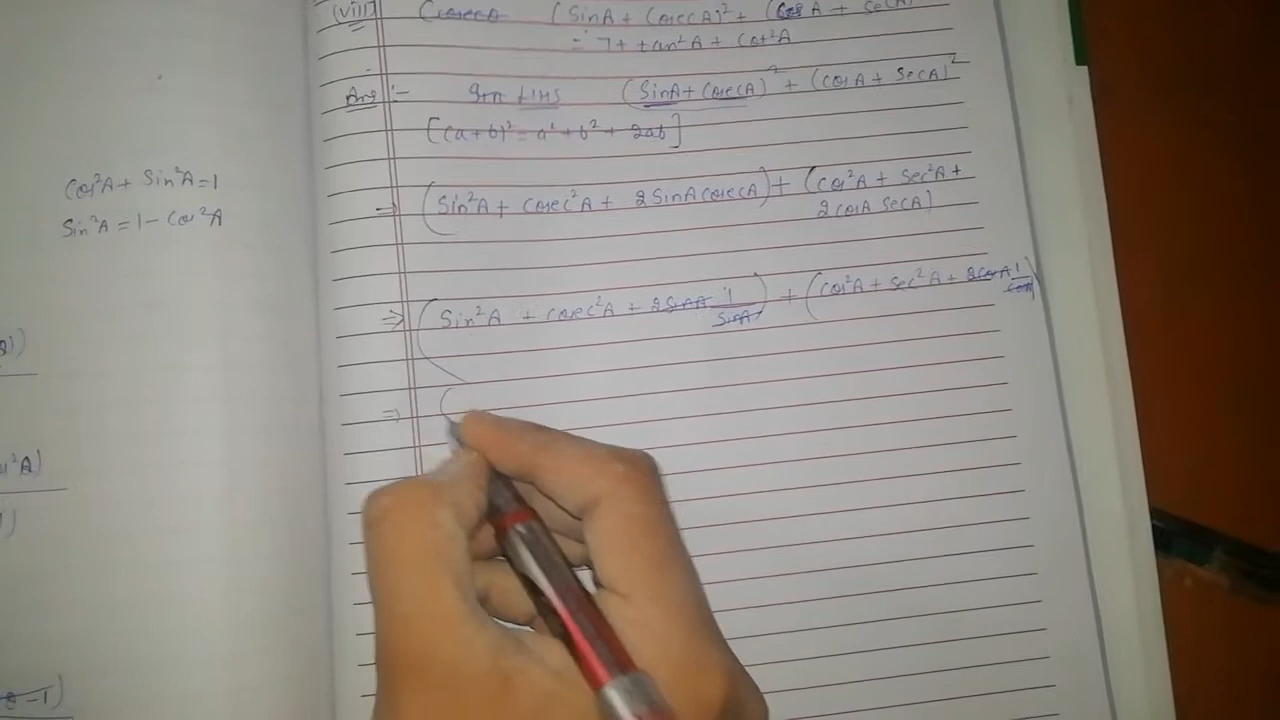 Cos²A + Sin²A = 1
Sin²A = 1 - Cos²A
(viii) (SinA + CosecA)² + (CosA + SecA)²
= 7 + tan²A + Cot²A
Ans :- In LHS (SinA + CosecA)² + (CosA + SecA)²
[(a+b)² = a² + b² + 2ab]
⇒ (Sin²A + Cosec²A + 2 SinA CosecA) + (Cos²A + Sec²A +
2 CosA SecA)
⇒ (Sin²A + Cosec²A + 2SinA 1/SinA) + (Cos²A + Sec²A + 2CosA 1/CosA)
⇒ (